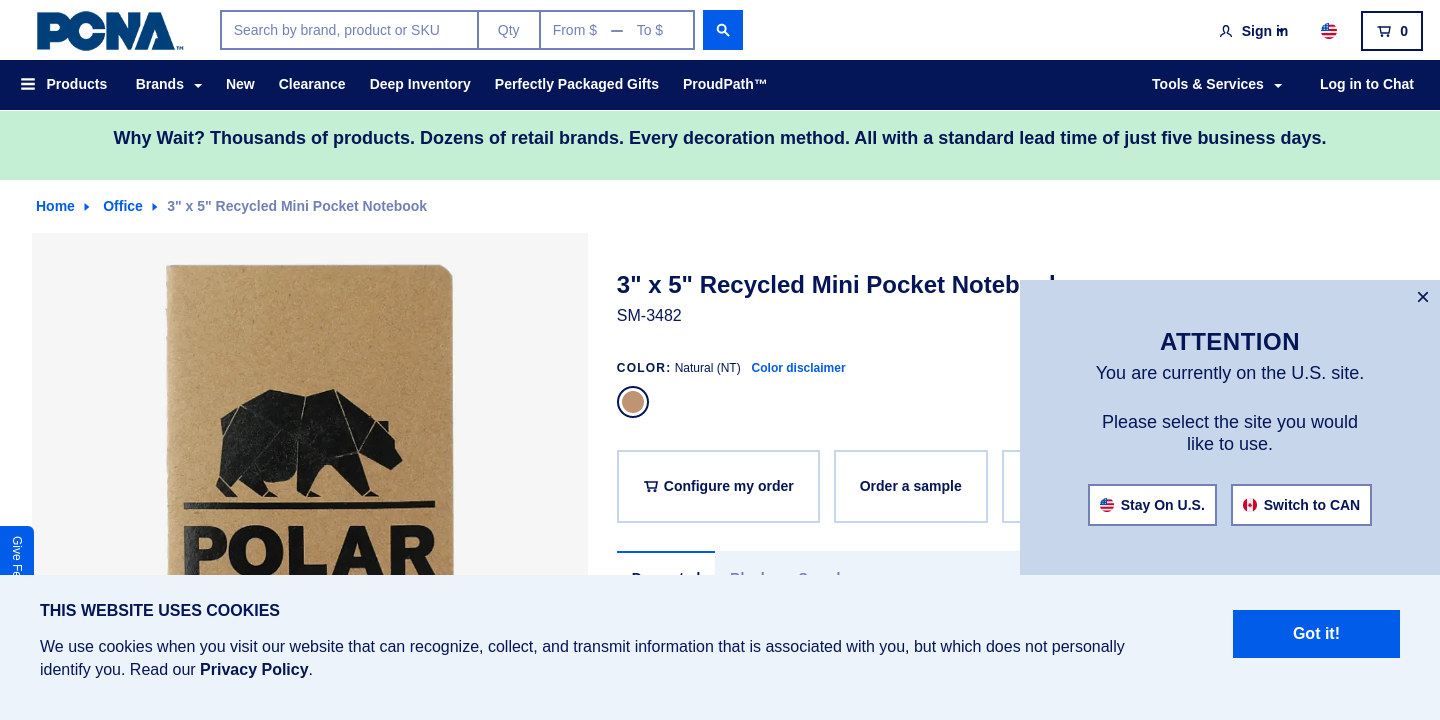 PCNA™
Search by brand, product or SKU
Qty
From $ — To $
Sign in
0
Products
Brands
New
Clearance
Deep Inventory
Perfectly Packaged Gifts
ProudPath™
Tools & Services
Log in to Chat
Why Wait? Thousands of products. Dozens of retail brands. Every decoration method. All with a standard lead time of just five business days.
Home
Office
3" x 5" Recycled Mini Pocket Notebook
POLAR
3" x 5" Recycled Mini Pocket Notebook
SM-3482
COLOR: Natural (NT) Color disclaimer
Configure my order
Order a sample
×
ATTENTION
You are currently on the U.S. site.
Please select the site you would
like to use.
Stay On U.S.
Switch to CAN
Give
THIS WEBSITE USES COOKIES
We use cookies when you visit our website that can recognize, collect, and transmit information that is associated with you, but which does not personally
identify you. Read our Privacy Policy.
Got it!